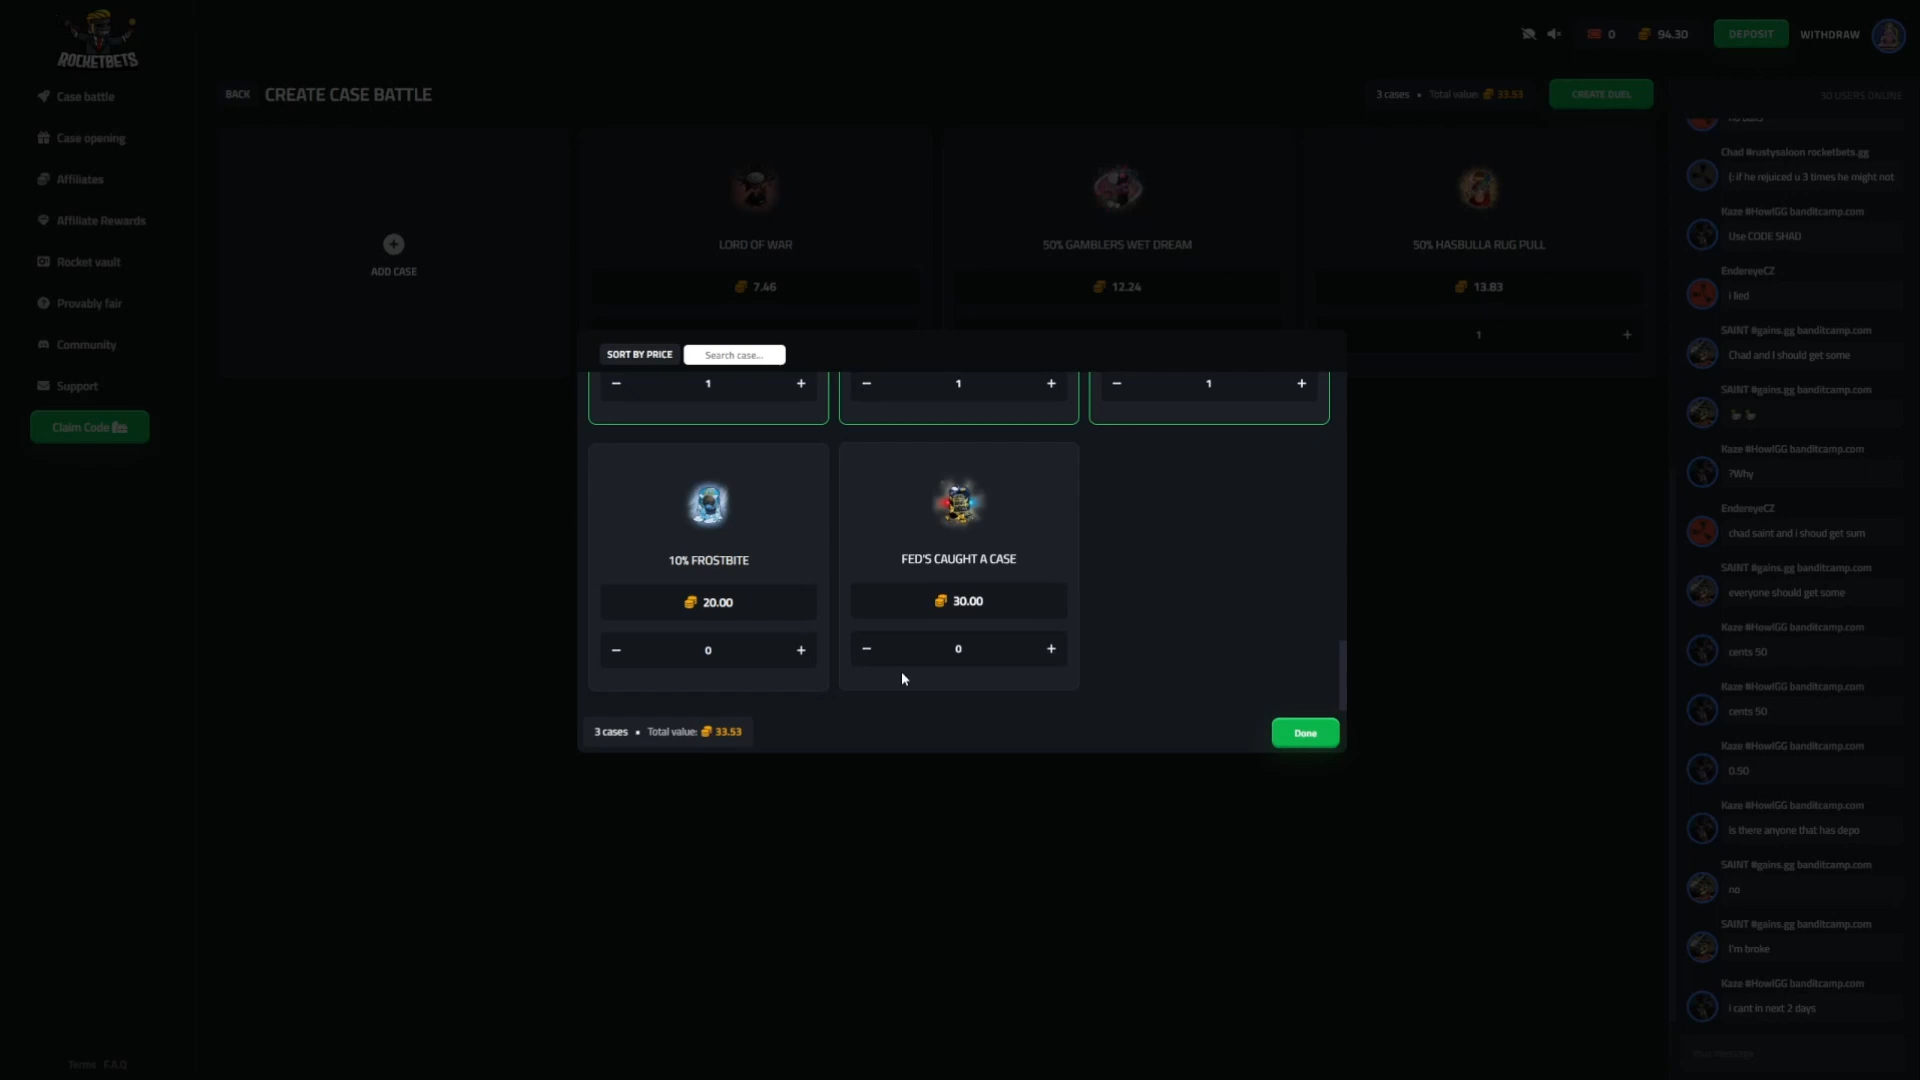 ROCKETBETS
Case battle
Case opening
Affiliates
Affiliate Rewards
Rocket vault
Provably fair
Community
Support
Claim Code
Terms F.A.Q
0
94.30
DEPOSIT
WITHDRAW
BACK
CREATE CASE BATTLE
3 cases • Total value: 33.53
CREATE DUEL
ADD CASE
LORD OF WAR
7.46
50% GAMBLERS WET DREAM
12.24
50% HASBULLA RUG PULL
13.83
1 +
SORT BY PRICE
Search case...
− 1 +
− 1 +
− 1 +
10% FROSTBITE
20.00
− 0 +
FED'S CAUGHT A CASE
30.00
− 0 +
3 cases • Total value: 33.53
Done
30 USERS ONLINE
Chad #rustysaloon rocketbets.gg
(: if he rejuiced u 3 times he might not
Kaze #HowlGG banditcamp.com
Use CODE SHAD
EndereyeCZ
i lied
SAINT #gains.gg banditcamp.com
Chad and I should get some
SAINT #gains.gg banditcamp.com
Kaze #HowlGG banditcamp.com
?Why
EndereyeCZ
chad saint and i shoud get sum
SAINT #gains.gg banditcamp.com
everyone should get some
Kaze #HowlGG banditcamp.com
cents 50
Kaze #HowlGG banditcamp.com
cents 50
Kaze #HowlGG banditcamp.com
0.50
Kaze #HowlGG banditcamp.com
is there anyone that has depo
SAINT #gains.gg banditcamp.com
no
SAINT #gains.gg banditcamp.com
I'm broke
Kaze #HowlGG banditcamp.com
i cant in next 2 days
Your message